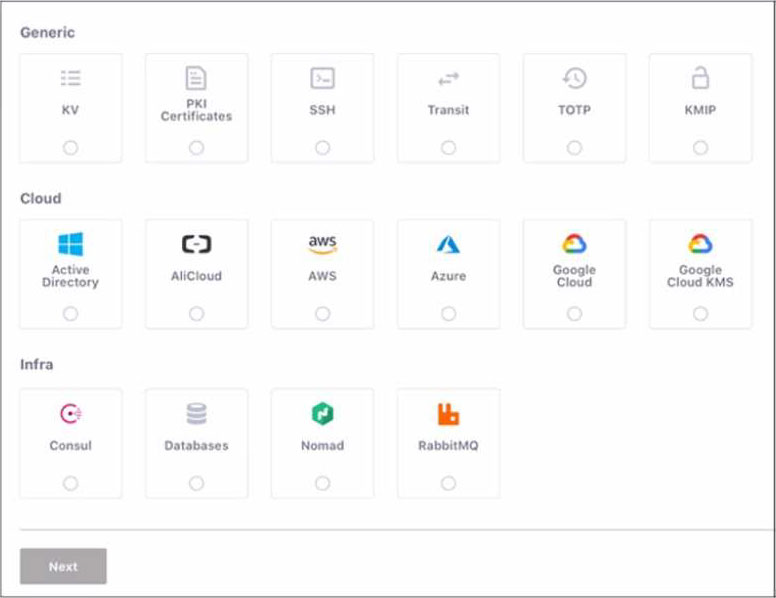 Generic
KV
PKI
Certificates
SSH
Transit
TOTP
KMIP
Cloud
Active
Directory
AliCloud
aws
AWS
Azure
Google
Cloud
Google
Cloud KMS
Infra
Consul
Databases
Nomad
RabbitMQ
Next